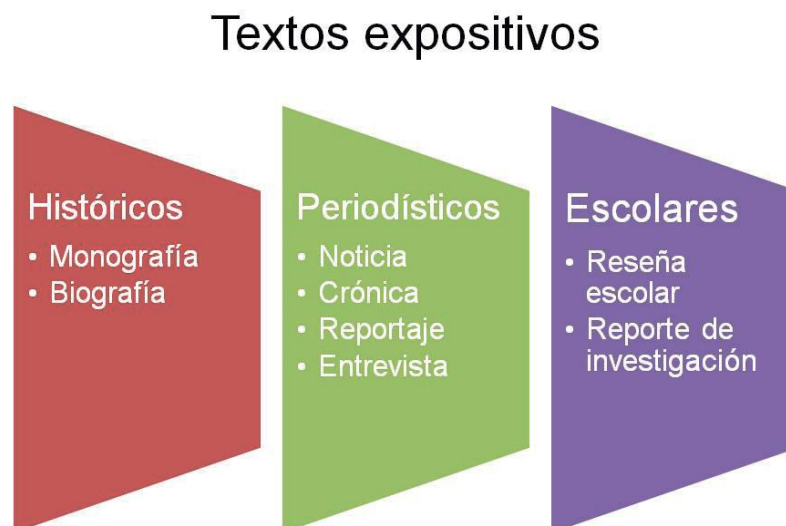 Textos expositivos
Históricos
• Monografía
• Biografía
Periodísticos
• Noticia
• Crónica
• Reportaje
• Entrevista
Escolares
• Reseña
escolar
• Reporte de
investigación